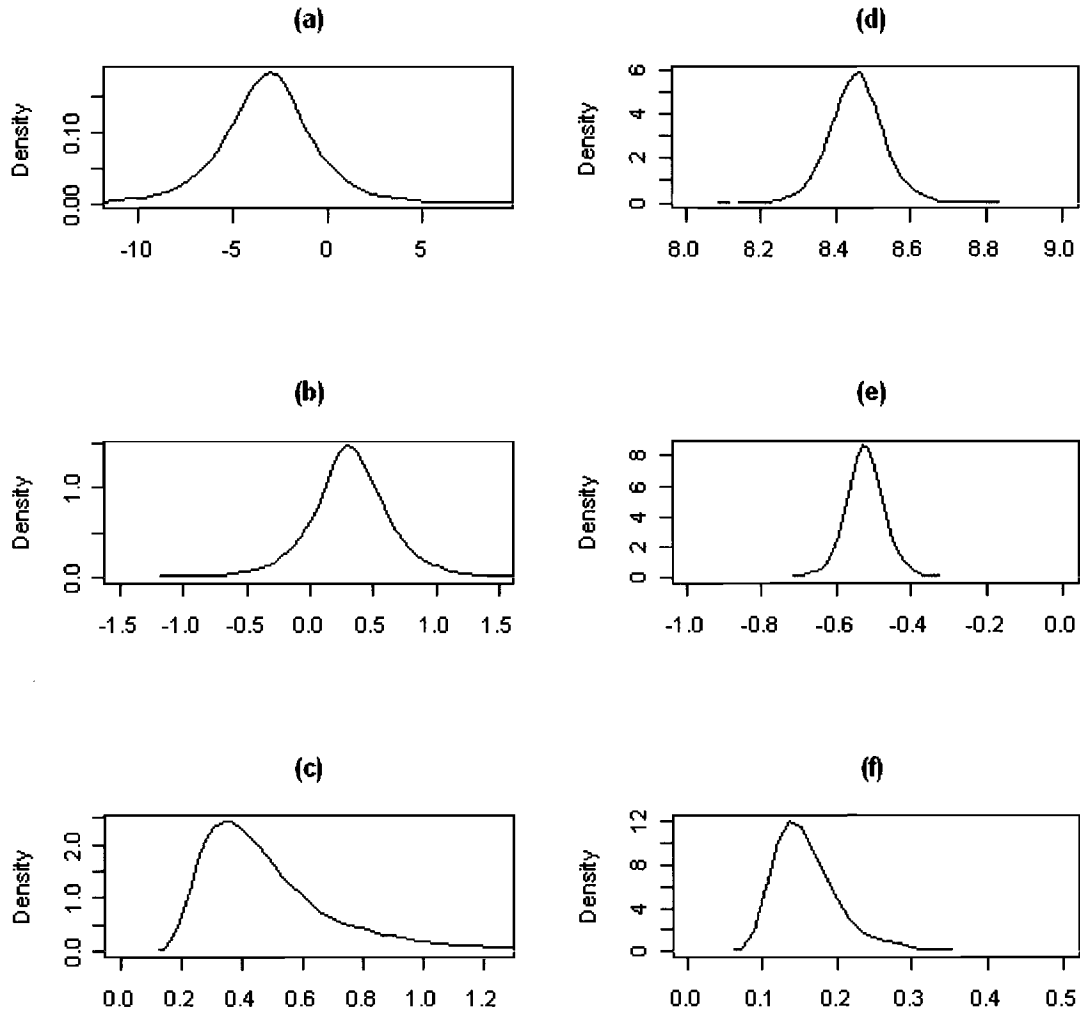 (a)
Density
0.00 0.10
-10 -5 0 5
(d)
Density
0 2 4 6
8.0 8.2 8.4 8.6 8.8 9.0
(b)
Density
0.0 1.0
-1.5 -1.0 -0.5 0.0 0.5 1.0 1.5
(e)
Density
0 2 4 6 8
-1.0 -0.8 -0.6 -0.4 -0.2 0.0
(c)
Density
0.0 1.0 2.0
0.0 0.2 0.4 0.6 0.8 1.0 1.2
(f)
Density
0 4 8 12
0.0 0.1 0.2 0.3 0.4 0.5